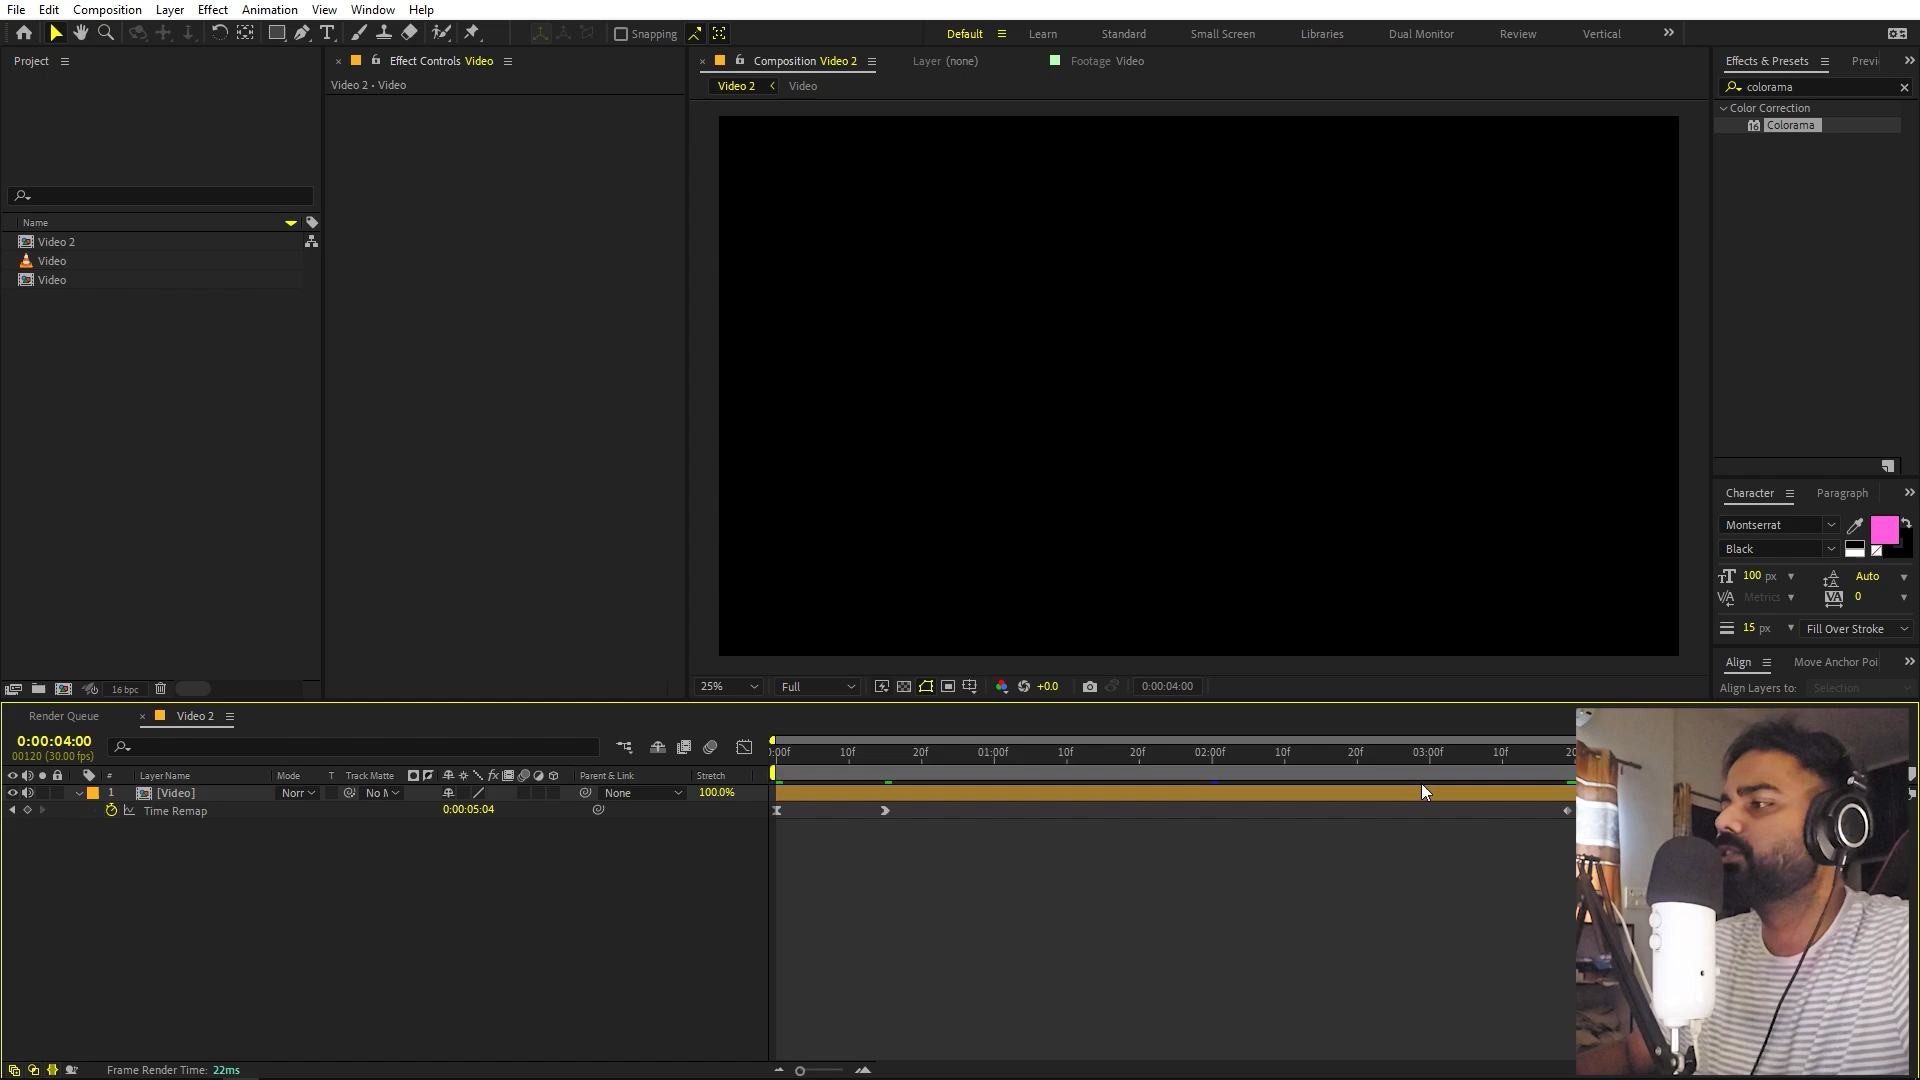 File Edit Composition Layer Effect Animation View Window Help
Snapping Default Learn Standard Small Screen Libraries Dual Monitor Review Vertical
Project Effect Controls Video Composition Video 2 Layer (none) Footage Video Effects & Presets Previ
Video 2 • Video Video 2 Video colorama
Color Correction
Colorama
Name
Video 2
Video
Video
Character Paragraph
Montserrat
Black
100 px Auto
Metrics 0
15 px Fill Over Stroke
Align Move Anchor Poi
Align Layers to: Selection
16 bpc 25% Full +0.0 0:00:04:00
Render Queue Video 2
0:00:04:00
00120 (30.00 fps)
:00f 10f 20f 01:00f 10f 20f 02:00f 10f 20f 03:00f 10f 20
# Layer Name Mode T Track Matte Parent & Link Stretch
1 [Video] Norr No M None 100.0%
Time Remap 0:00:05:04
Frame Render Time: 22ms